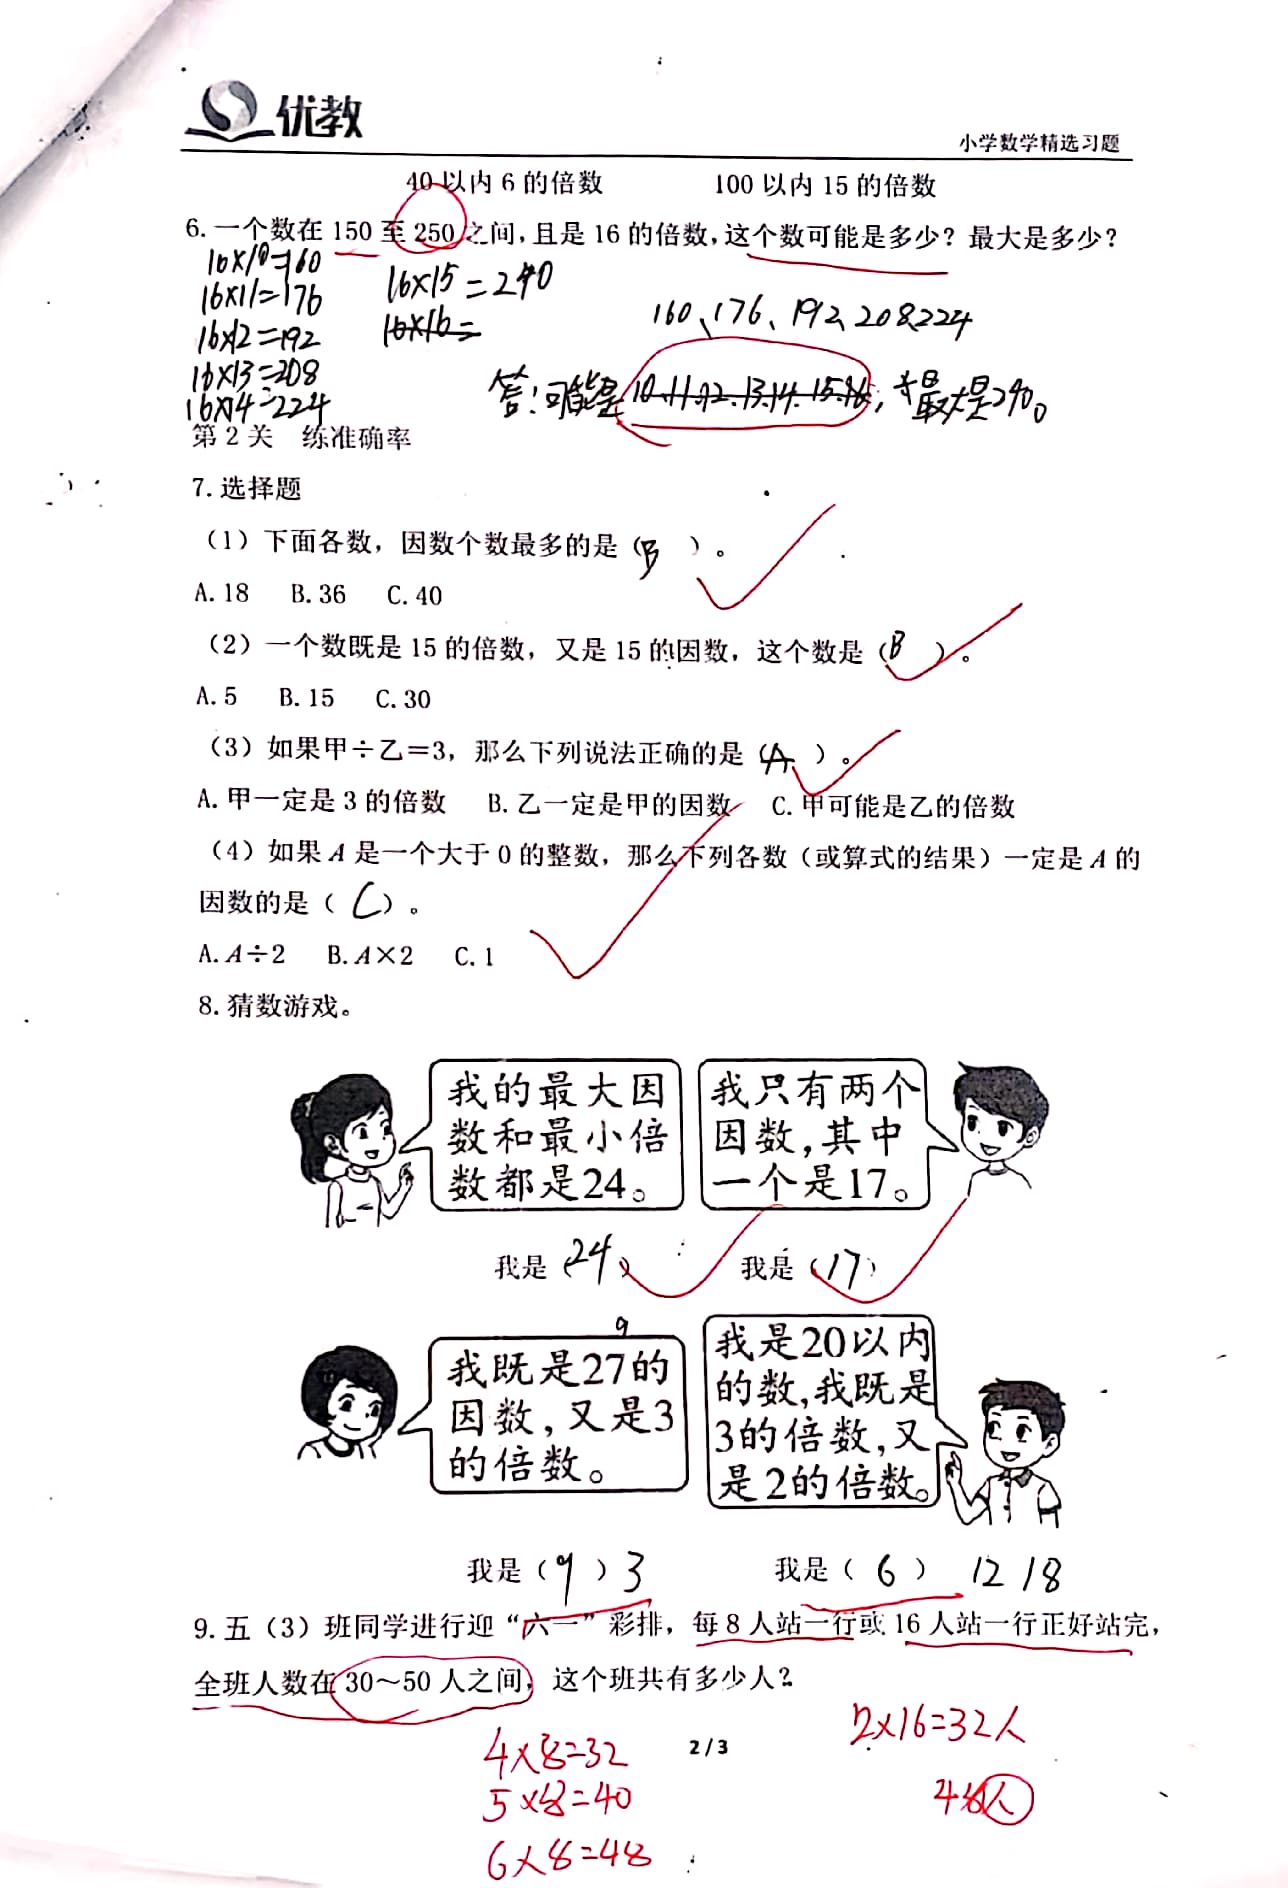 优教
小学数学精选习题
40以内6的倍数 100以内15的倍数
6.一个数在150至250之间,且是16的倍数,这个数可能是多少?最大是多少?
16×10=160
16×11=176
16×12=192
16×13=208
16×14=224
16×15=240
16×16=
160、176、192、208、224
答:可能是10.11.12.13.14.15.16,最大是240。
第2关 练准确率
7.选择题
(1)下面各数,因数个数最多的是(B)。
A.18 B.36 C.40
(2)一个数既是15的倍数,又是15的因数,这个数是(B)。
A.5 B.15 C.30
(3)如果甲÷乙=3,那么下列说法正确的是(A)。
A.甲一定是3的倍数 B.乙一定是甲的因数 C.甲可能是乙的倍数
(4)如果A是一个大于0的整数,那么下列各数(或算式的结果)一定是A的
因数的是(C)。
A.A÷2 B.A×2 C.1
8.猜数游戏。
我的最大因
数和最小倍
数都是24。
我只有两个
因数,其中
一个是17。
我是(24) 我是(17)
9
我既是27的
因数,又是3
的倍数。
我是20以内
的数,我既是
3的倍数,又
是2的倍数。
我是(9)3 我是(6) 12 18
9.五(3)班同学进行迎“六一”彩排,每8人站一行或16人站一行正好站完,
全班人数在30~50人之间,这个班共有多少人?
4×8=32
5×8=40
6×8=48
2/3
2×16=32人
48人